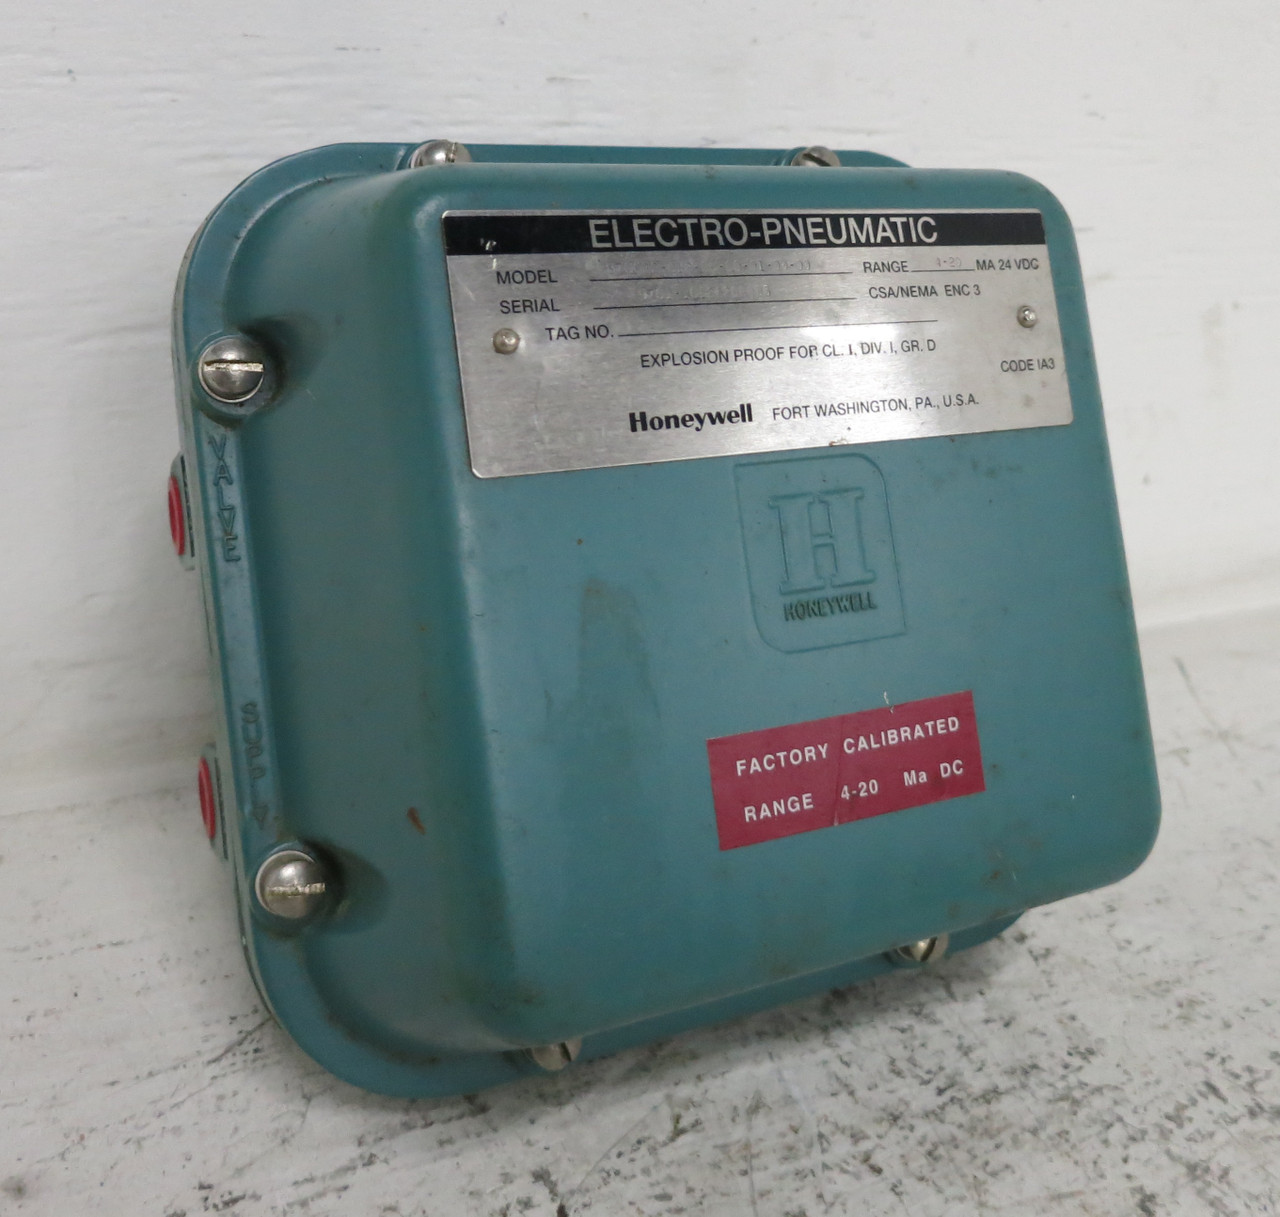 ELECTRO-PNEUMATIC
MODEL RANGE 4-20 MA 24 VDC
SERIAL CSA/NEMA ENC 3
TAG NO.
EXPLOSION PROOF FOR CL. I, DIV. I, GR. D
CODE IA3
Honeywell FORT WASHINGTON, PA., U.S.A.
VALVE
H
HONEYWELL
SUPPLY
FACTORY CALIBRATED
RANGE 4-20 Ma DC